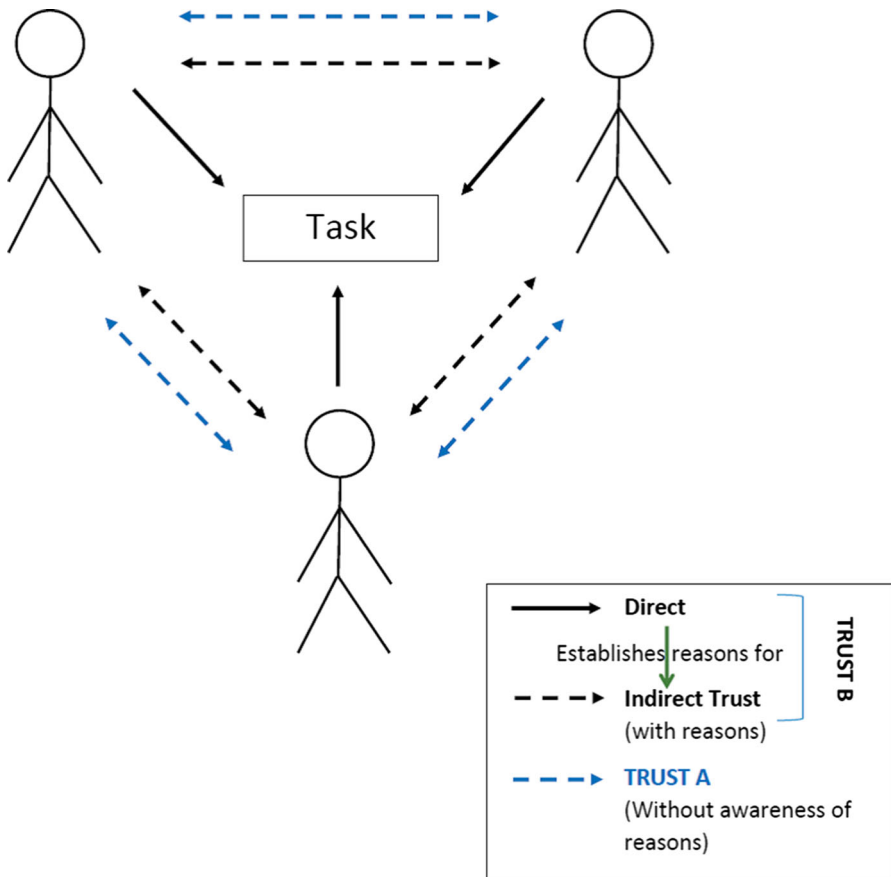 Task
Direct
Establishes reasons for
Indirect Trust
(with reasons)
TRUST B
TRUST A
(Without awareness of
reasons)